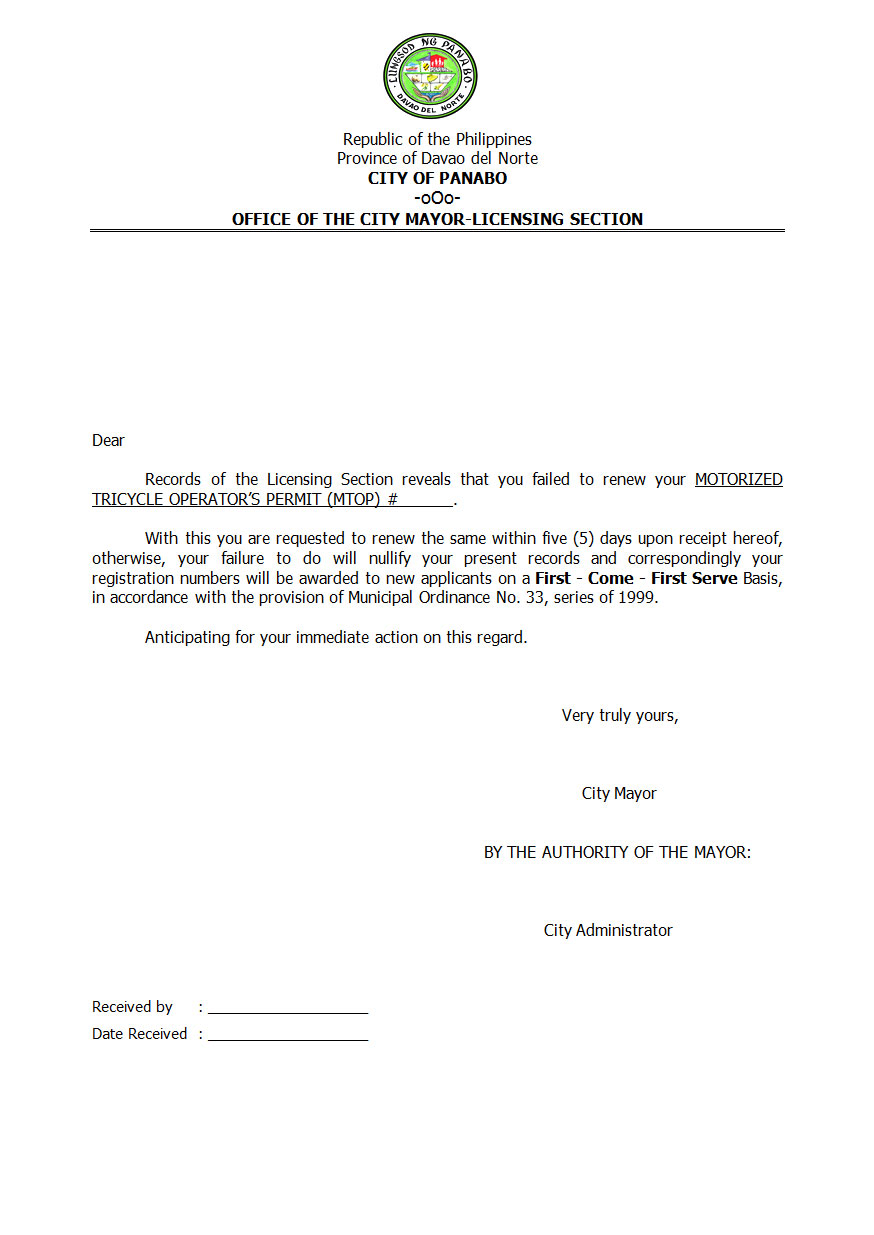 LUNGSOD NG PANABO
DAVAO DEL NORTE
Republic of the Philippines
Province of Davao del Norte
CITY OF PANABO
-oOo-
OFFICE OF THE CITY MAYOR-LICENSING SECTION
Dear
Records of the Licensing Section reveals that you failed to renew your MOTORIZED
TRICYCLE OPERATOR'S PERMIT (MTOP) #______.
With this you are requested to renew the same within five (5) days upon receipt hereof,
otherwise, your failure to do will nullify your present records and correspondingly your
registration numbers will be awarded to new applicants on a First - Come - First Serve Basis,
in accordance with the provision of Municipal Ordinance No. 33, series of 1999.
Anticipating for your immediate action on this regard.
Very truly yours,
City Mayor
BY THE AUTHORITY OF THE MAYOR:
City Administrator
Received by : ____________________
Date Received : ____________________